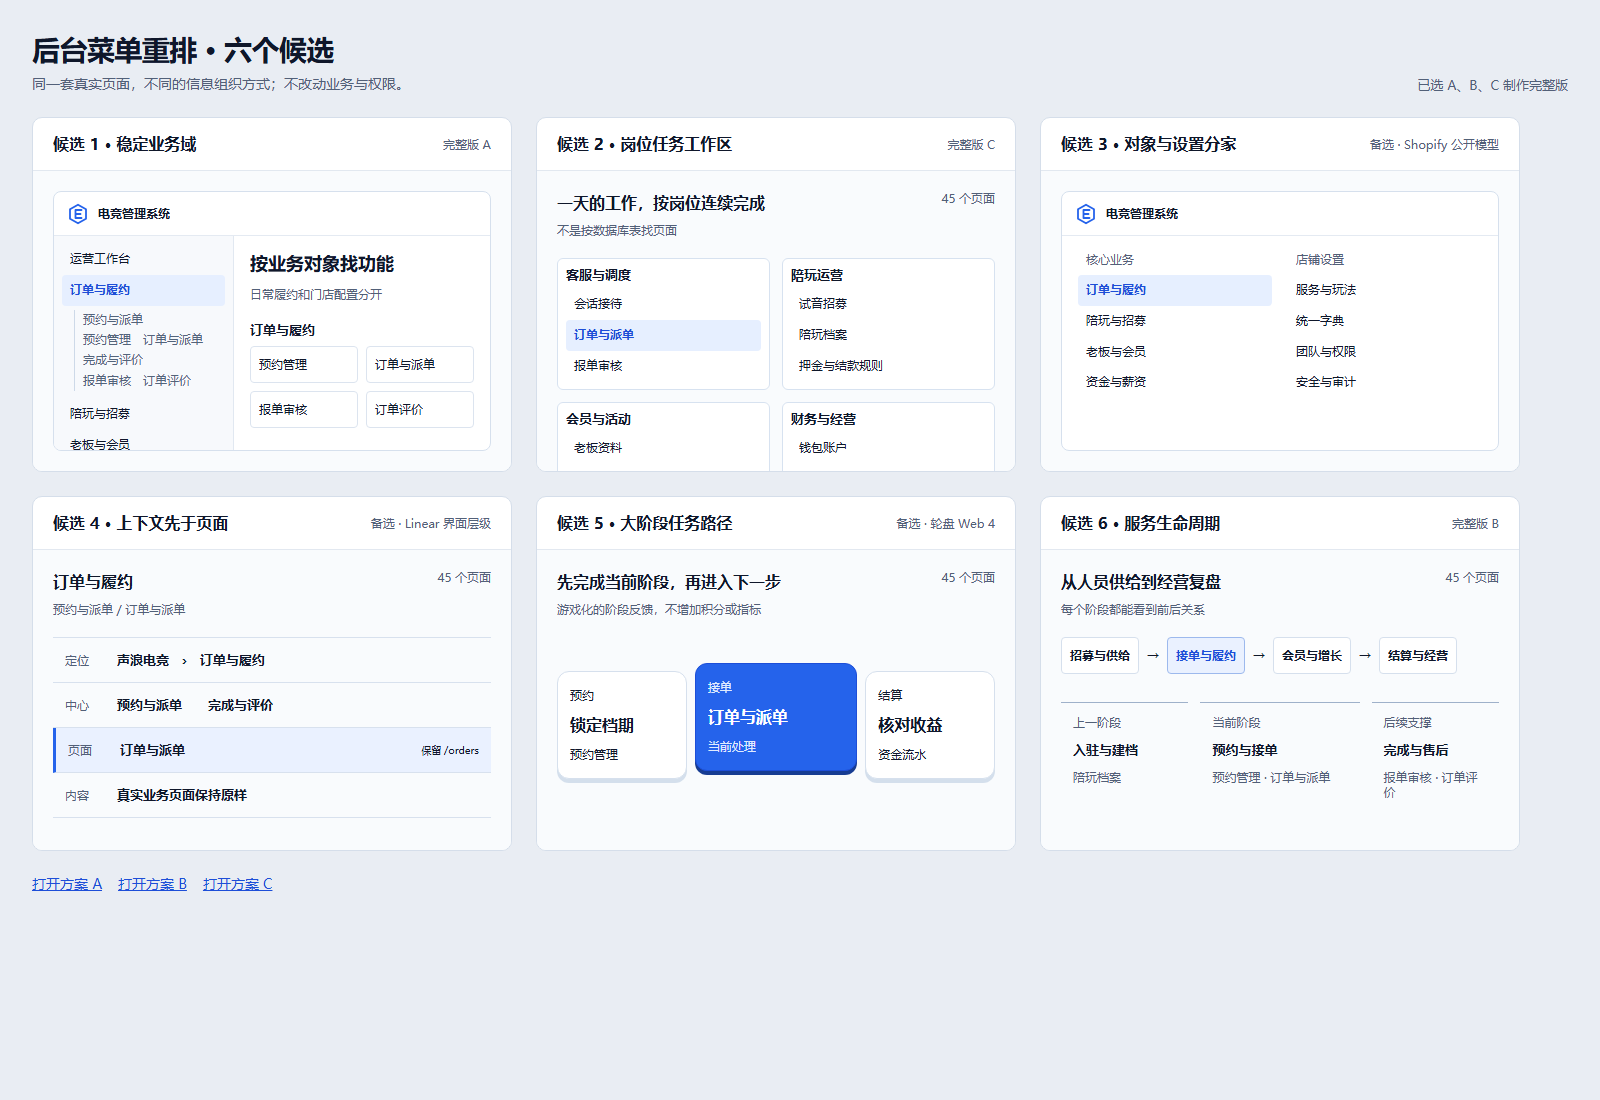 后台菜单重排 • 六个候选
同一套真实页面，不同的信息组织方式；不改动业务与权限。
已选 A、B、C 制作完整版
候选 1 • 稳定业务域
完整版 A
电竞管理系统
运营工作台
订单与履约
预约与派单
预约管理 订单与派单
完成与评价
报单审核 订单评价
陪玩与招募
老板与会员
按业务对象找功能
日常履约和门店配置分开
订单与履约
预约管理
订单与派单
报单审核
订单评价
候选 2 • 岗位任务工作区
完整版 C
一天的工作，按岗位连续完成
45 个页面
不是按数据库表找页面
客服与调度
会话接待
订单与派单
报单审核
陪玩运营
试音招募
陪玩档案
押金与结款规则
会员与活动
老板资料
财务与经营
钱包账户
候选 3 • 对象与设置分家
备选 · Shopify 公开模型
电竞管理系统
核心业务
订单与履约
陪玩与招募
老板与会员
资金与薪资
店铺设置
服务与玩法
统一字典
团队与权限
安全与审计
候选 4 • 上下文先于页面
备选 · Linear 界面层级
订单与履约
45 个页面
预约与派单 / 订单与派单
定位 声浪电竞 › 订单与履约
中心 预约与派单 完成与评价
页面 订单与派单 保留 /orders
内容 真实业务页面保持原样
候选 5 • 大阶段任务路径
备选 · 轮盘 Web 4
先完成当前阶段，再进入下一步
45 个页面
游戏化的阶段反馈，不增加积分或指标
预约
锁定档期
预约管理
接单
订单与派单
当前处理
结算
核对收益
资金流水
候选 6 • 服务生命周期
完整版 B
从人员供给到经营复盘
45 个页面
每个阶段都能看到前后关系
招募与供给 → 接单与履约 → 会员与增长 → 结算与经营
上一阶段
入驻与建档
陪玩档案
当前阶段
预约与接单
预约管理 · 订单与派单
后续支撑
完成与售后
报单审核 · 订单评
价
打开方案 A 打开方案 B 打开方案 C